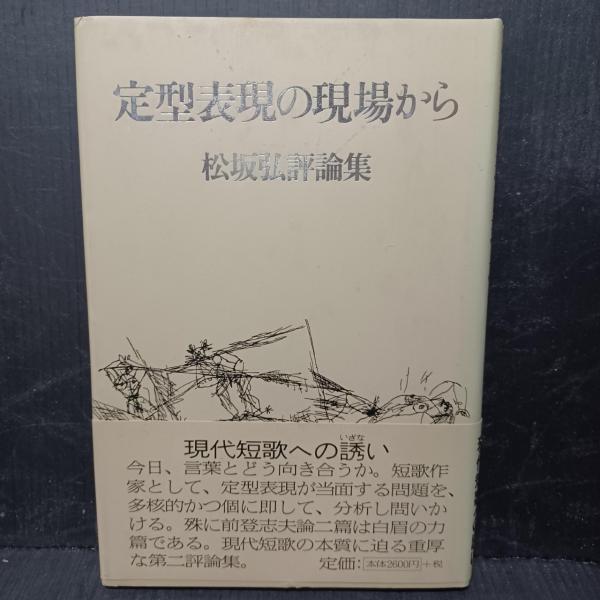 定型表現の現場から
松坂弘評論集
現代短歌への誘い
いざな
今日、言葉とどう向き合うか。短歌作
家として、定型表現が当面する問題を、
多核的かつ個に即して、分析し問いか
ける。殊に前登志夫論二篇は白眉の力
篇である。現代短歌の本質に迫る重厚
な第二評論集。 定価:本体2600円+税